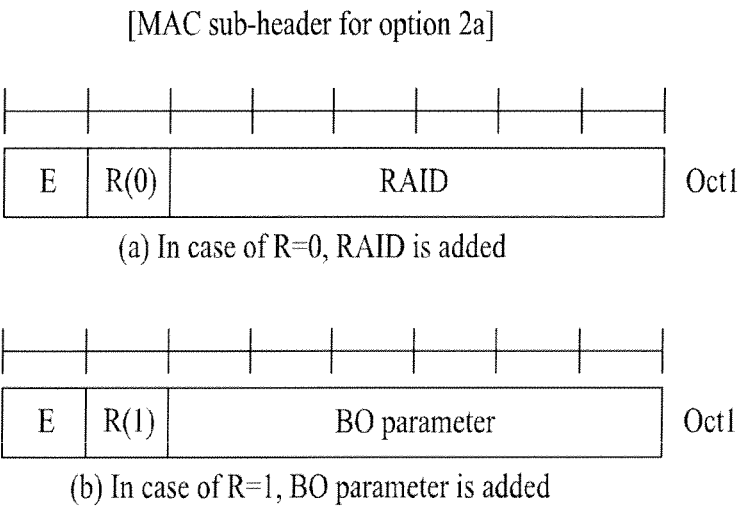 [MAC sub-header for option 2a]
E R(0) RAID Oct1
(a) In case of R=0, RAID is added
E R(1) BO parameter Oct1
(b) In case of R=1, BO parameter is added